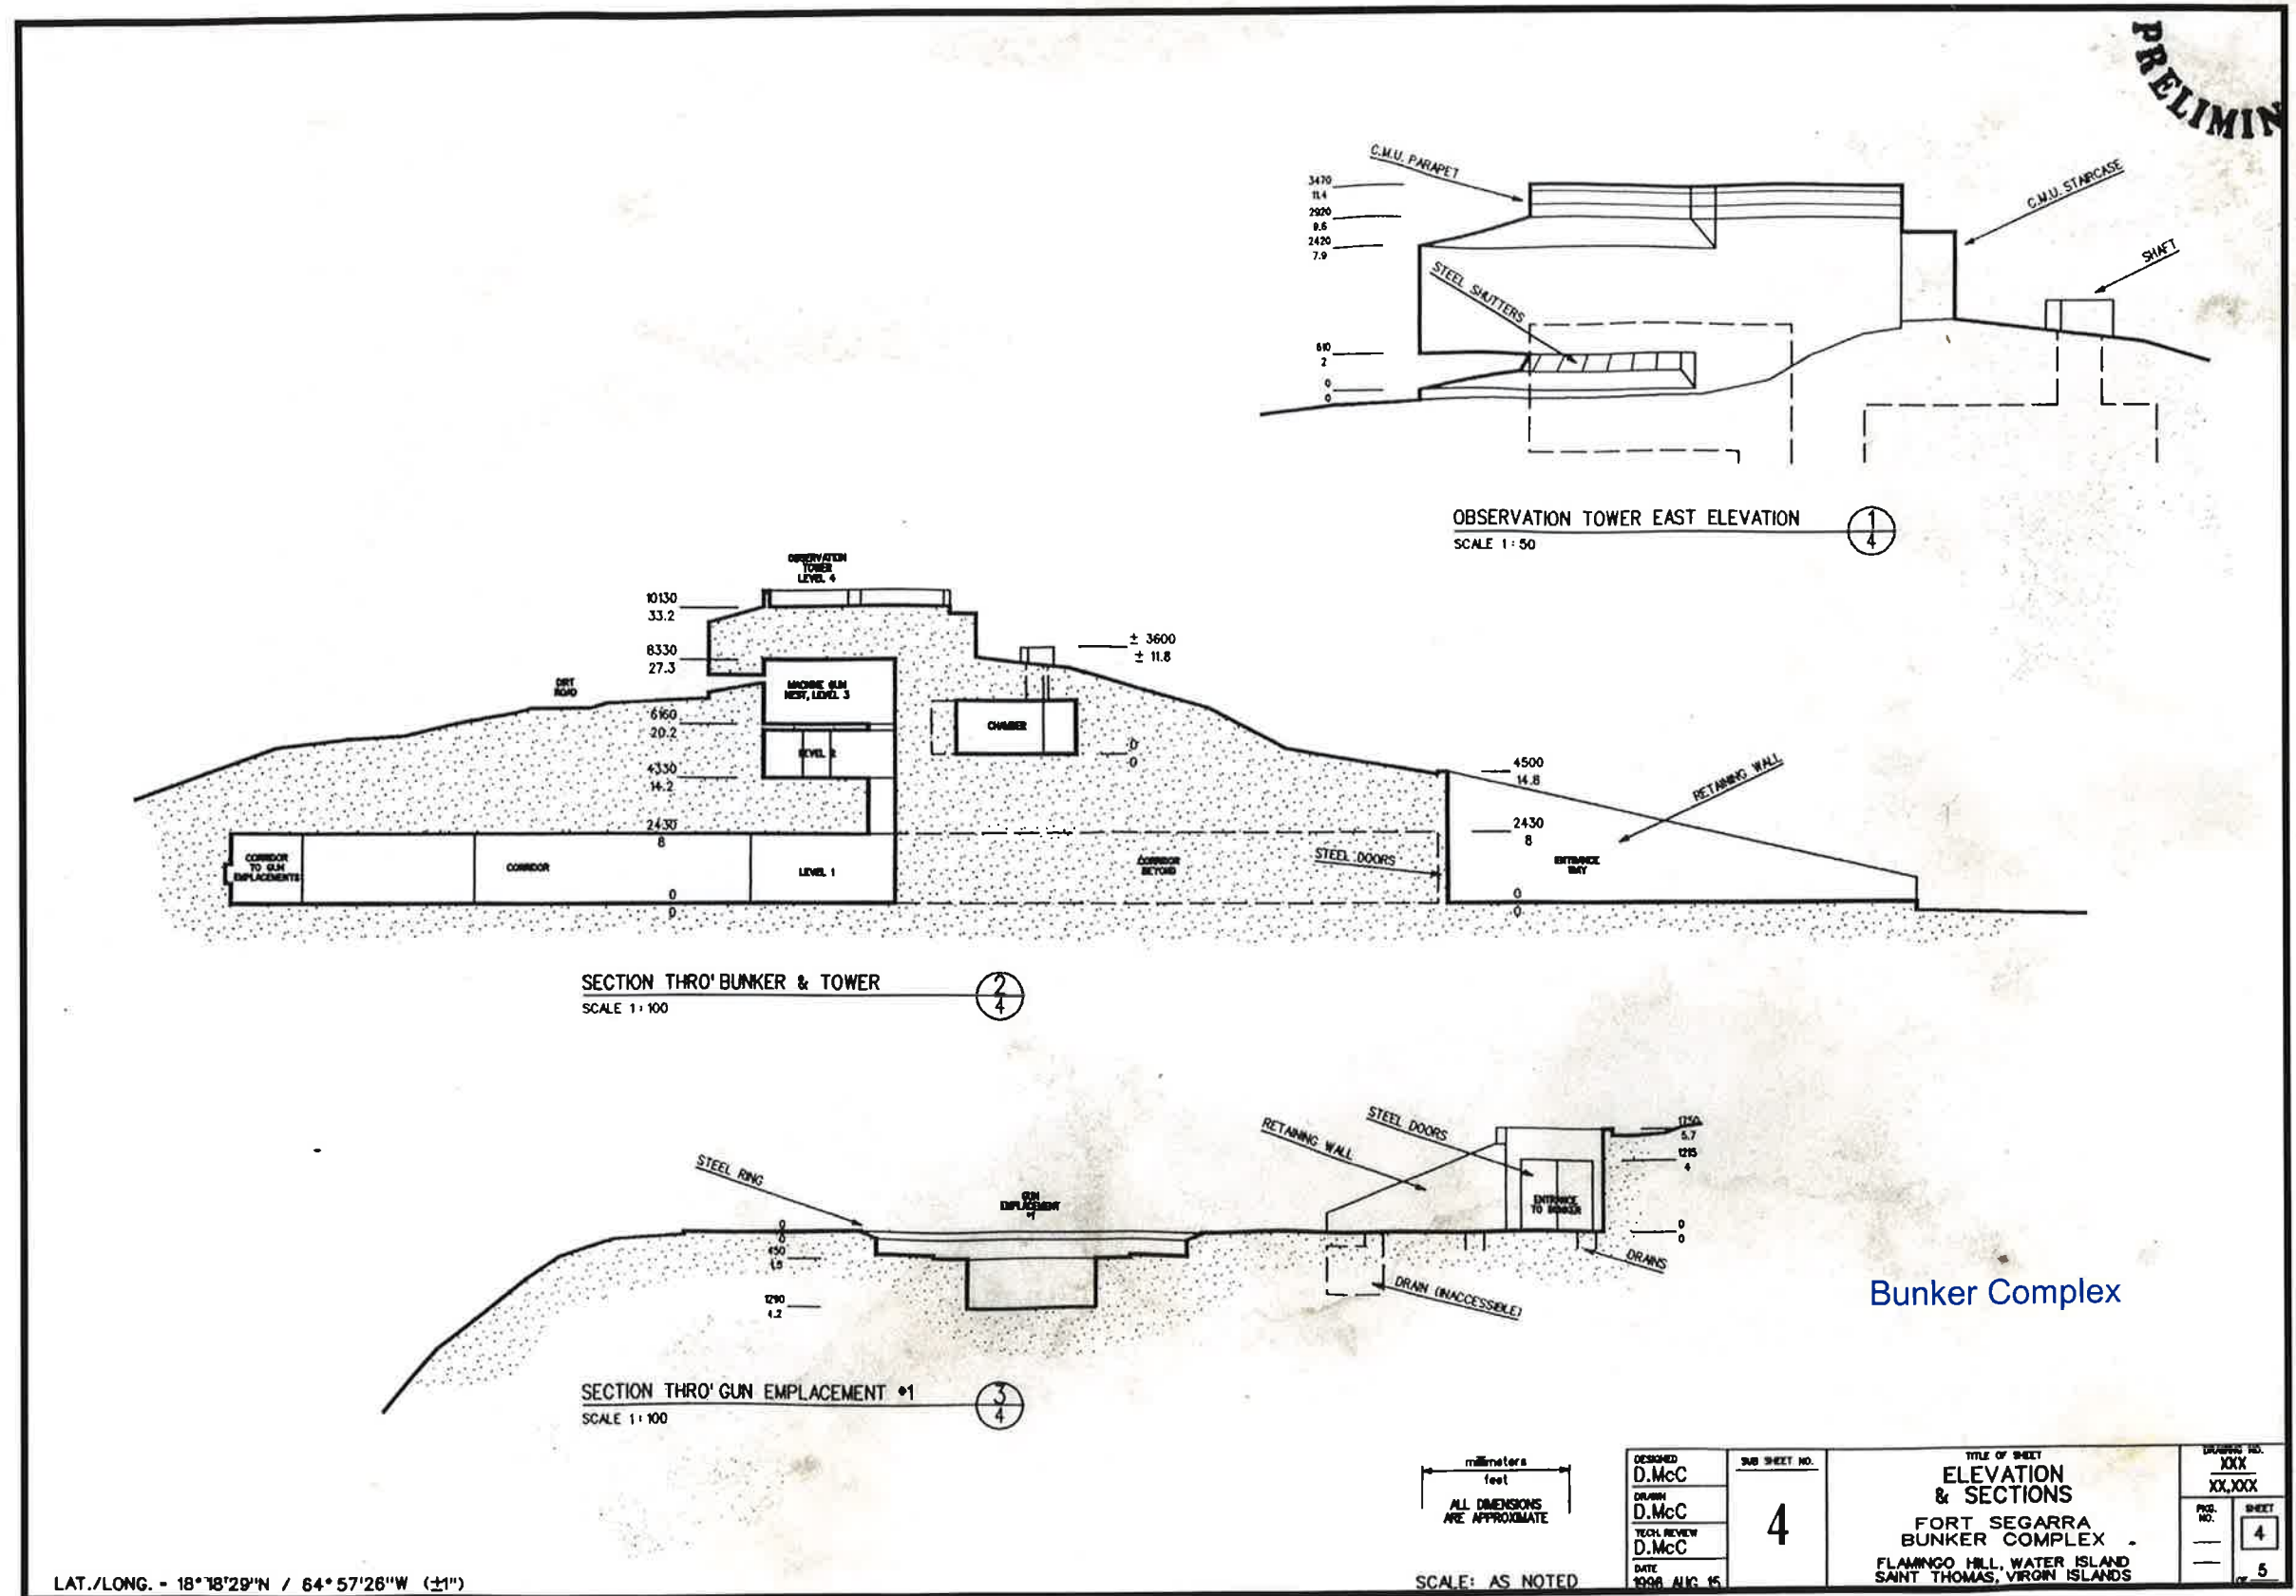 PRELIMIN
C.M.U. PARAPET
3470
11.4
2920
9.6
2420
7.9
STEEL SHUTTERS
610
2
0
0
C.M.U. STAIRCASE
SHAFT
OBSERVATION TOWER EAST ELEVATION
SCALE 1 : 50
1
4
OBSERVATION
TOWER
LEVEL 4
10130
33.2
8330
27.3
DIRT
ROAD
MACHINE GUN
NEST, LEVEL 3
6160
20.2
LEVEL 2
4330
14.2
2430
8
± 3600
± 11.8
CHAMBER
0
0
4500
14.8
RETAINING WALL
2430
8
STEEL DOORS
ENTRANCE
WAY
CORRIDOR
TO GUN
EMPLACEMENTS
CORRIDOR
LEVEL 1
CORRIDOR
BEYOND
0
0
0
0
SECTION THRO' BUNKER & TOWER
SCALE 1 : 100
2
4
STEEL RING
GUN
EMPLACEMENT
#1
0
0
450
1.5
1290
4.2
RETAINING WALL
STEEL DOORS
1750
5.7
1215
4
ENTRANCE
TO BUNKER
0
0
DRAINS
DRAIN (INACCESSIBLE)
Bunker Complex
SECTION THRO' GUN EMPLACEMENT #1
SCALE 1 : 100
3
4
millimeters
feet
ALL DIMENSIONS
ARE APPROXIMATE
SCALE: AS NOTED
DESIGNED
D.McC
DRAWN
D.McC
TECH. REVIEW
D.McC
DATE
1996 AUG. 15
SUB SHEET NO.
4
TITLE OF SHEET
ELEVATION
& SECTIONS
FORT SEGARRA
BUNKER COMPLEX
FLAMINGO HILL, WATER ISLAND
SAINT THOMAS, VIRGIN ISLANDS
DRAWING NO.
XXX
XX,XXX
PKG.
NO.
SHEET
4
OF 5
LAT./LONG. - 18°18'29"N / 64°57'26"W (±1")